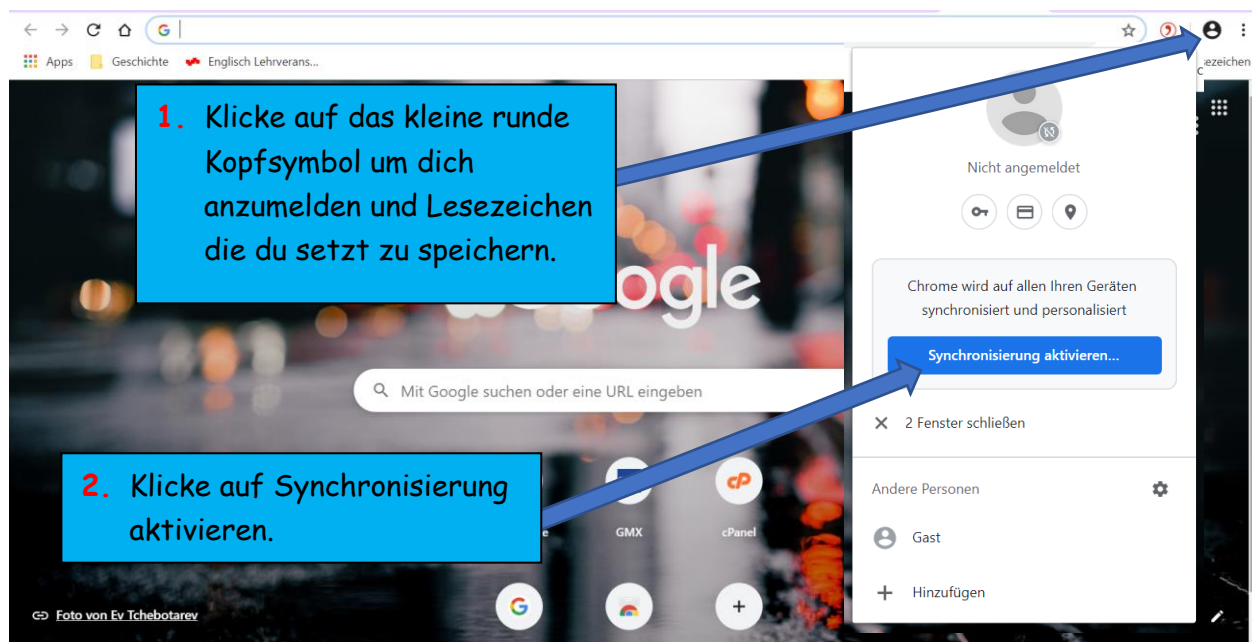 G
Apps
Geschichte
Englisch Lehrverans...
ezeichen
1. Klicke auf das kleine runde
Kopfsymbol um dich
anzumelden und Lesezeichen
die du setzt zu speichern.
ogle
Mit Google suchen oder eine URL eingeben
2. Klicke auf Synchronisierung
aktivieren.
e
GMX
cP
cPanel
G
Foto von Ev Tchebotarev
Nicht angemeldet
Chrome wird auf allen Ihren Geräten
synchronisiert und personalisiert
Synchronisierung aktivieren...
2 Fenster schließen
Andere Personen
Gast
Hinzufügen